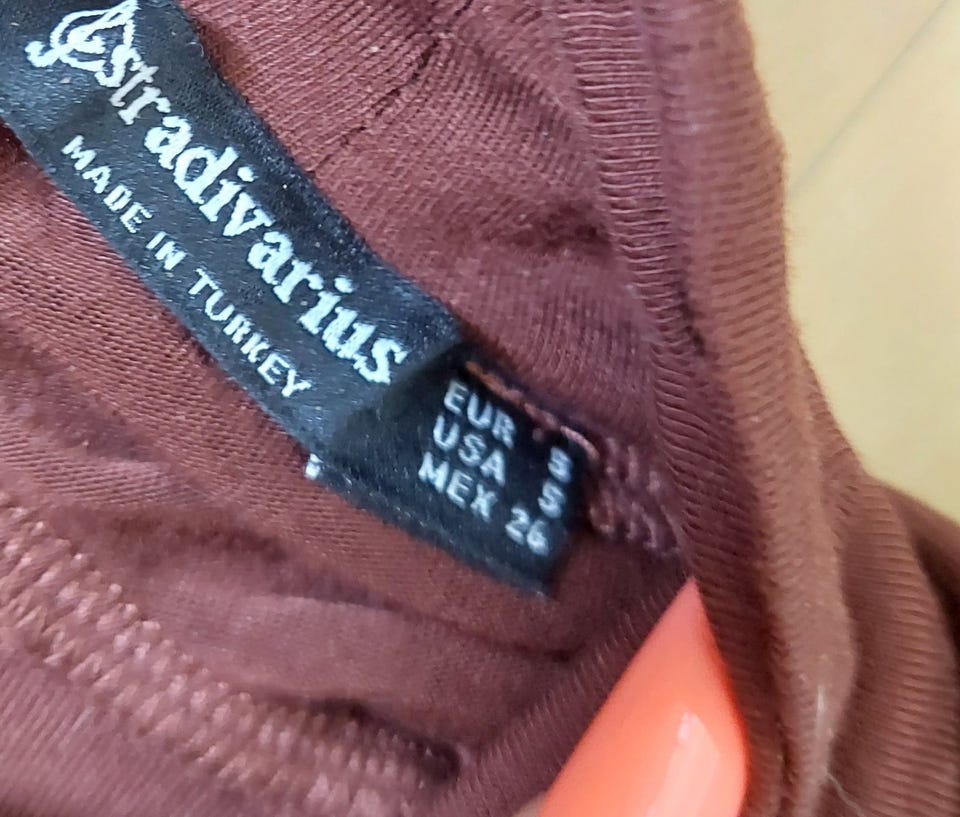 stradivarius
MADE IN TURKEY
EUR S
USA S
MEX 26